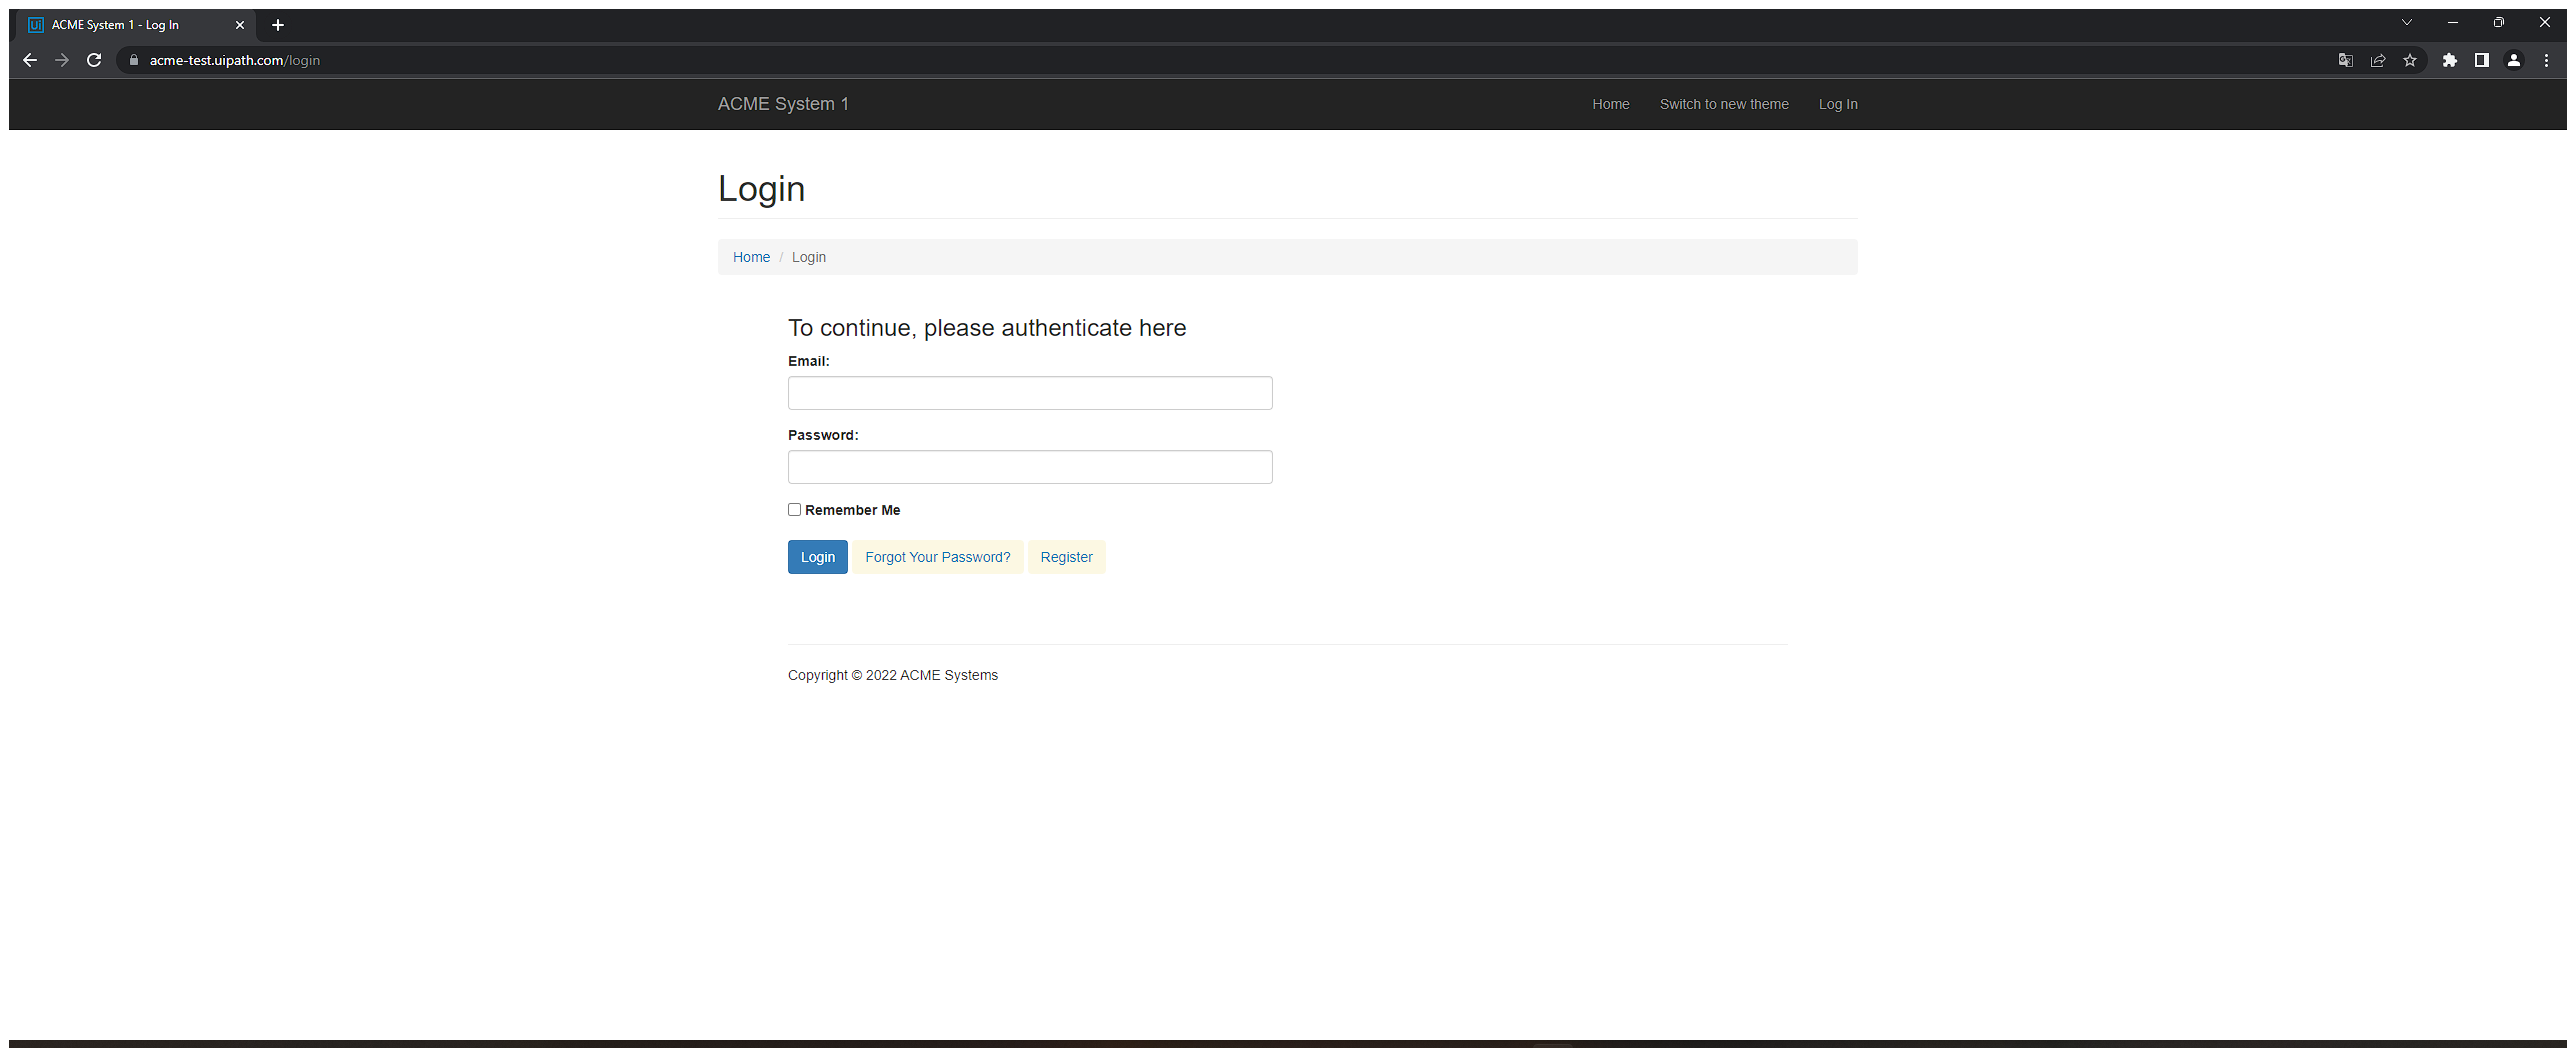 Ui ACME System 1 - Log In
acme-test.uipath.com/login
ACME System 1 Home Switch to new theme Log In
Login
Home / Login
To continue, please authenticate here
Email:
Password:
Remember Me
Login Forgot Your Password? Register
Copyright © 2022 ACME Systems